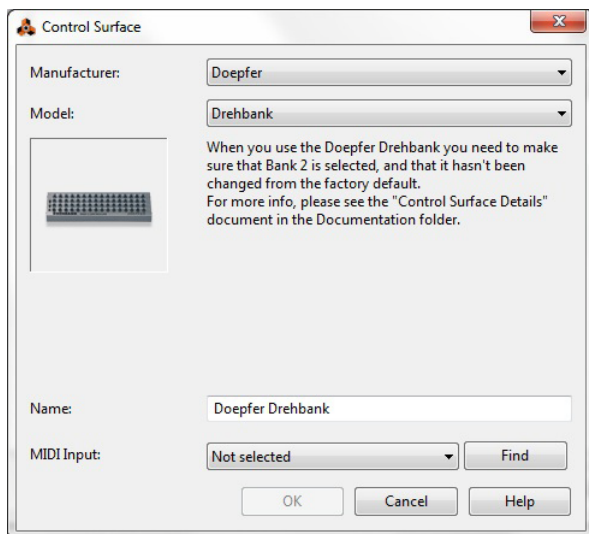 Control Surface
Manufacturer:
Doepfer
Model:
Drehbank
When you use the Doepfer Drehbank you need to make
sure that Bank 2 is selected, and that it hasn't been
changed from the factory default.
For more info, please see the "Control Surface Details"
document in the Documentation folder.
Name:
Doepfer Drehbank
MIDI Input:
Not selected
Find
OK
Cancel
Help